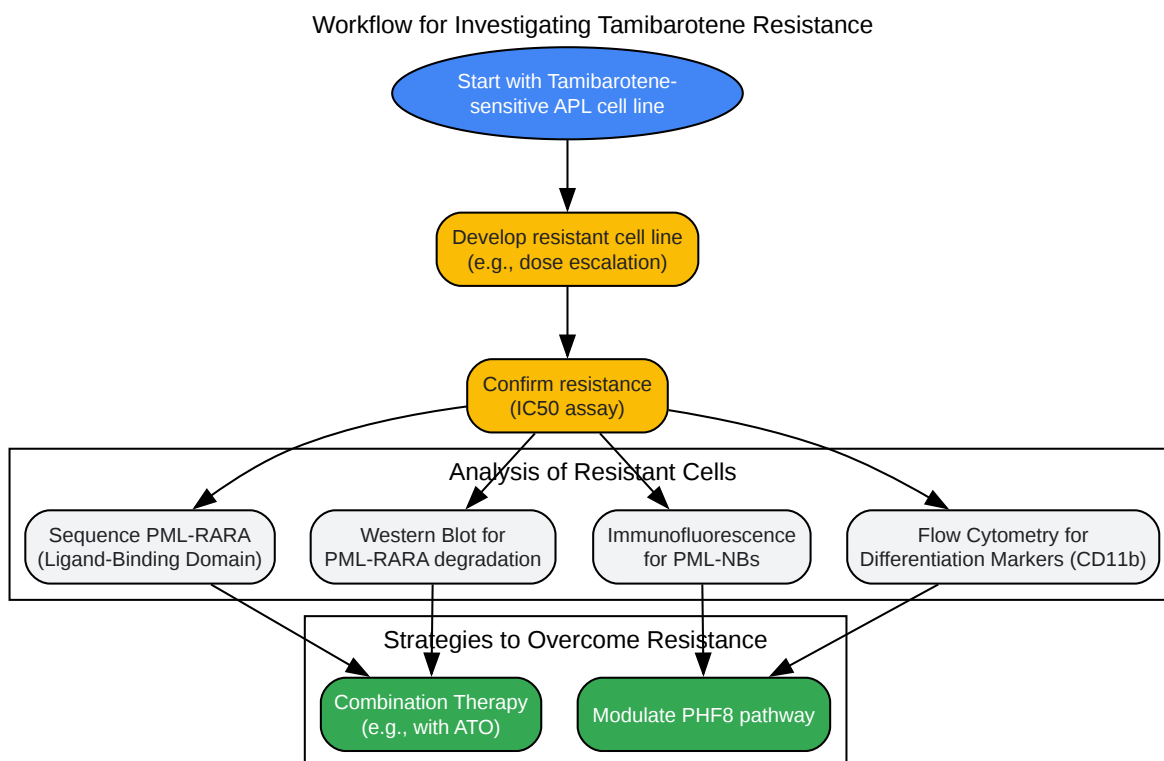 Workflow for Investigating Tamibarotene Resistance
Start with Tamibarotene-
sensitive APL cell line
Develop resistant cell line
(e.g., dose escalation)
Confirm resistance
(IC50 assay)
Analysis of Resistant Cells
Sequence PML-RARA
(Ligand-Binding Domain)
Western Blot for
PML-RARA degradation
Immunofluorescence
for PML-NBs
Flow Cytometry for
Differentiation Markers (CD11b)
Strategies to Overcome Resistance
Combination Therapy
(e.g., with ATO)
Modulate PHF8 pathway